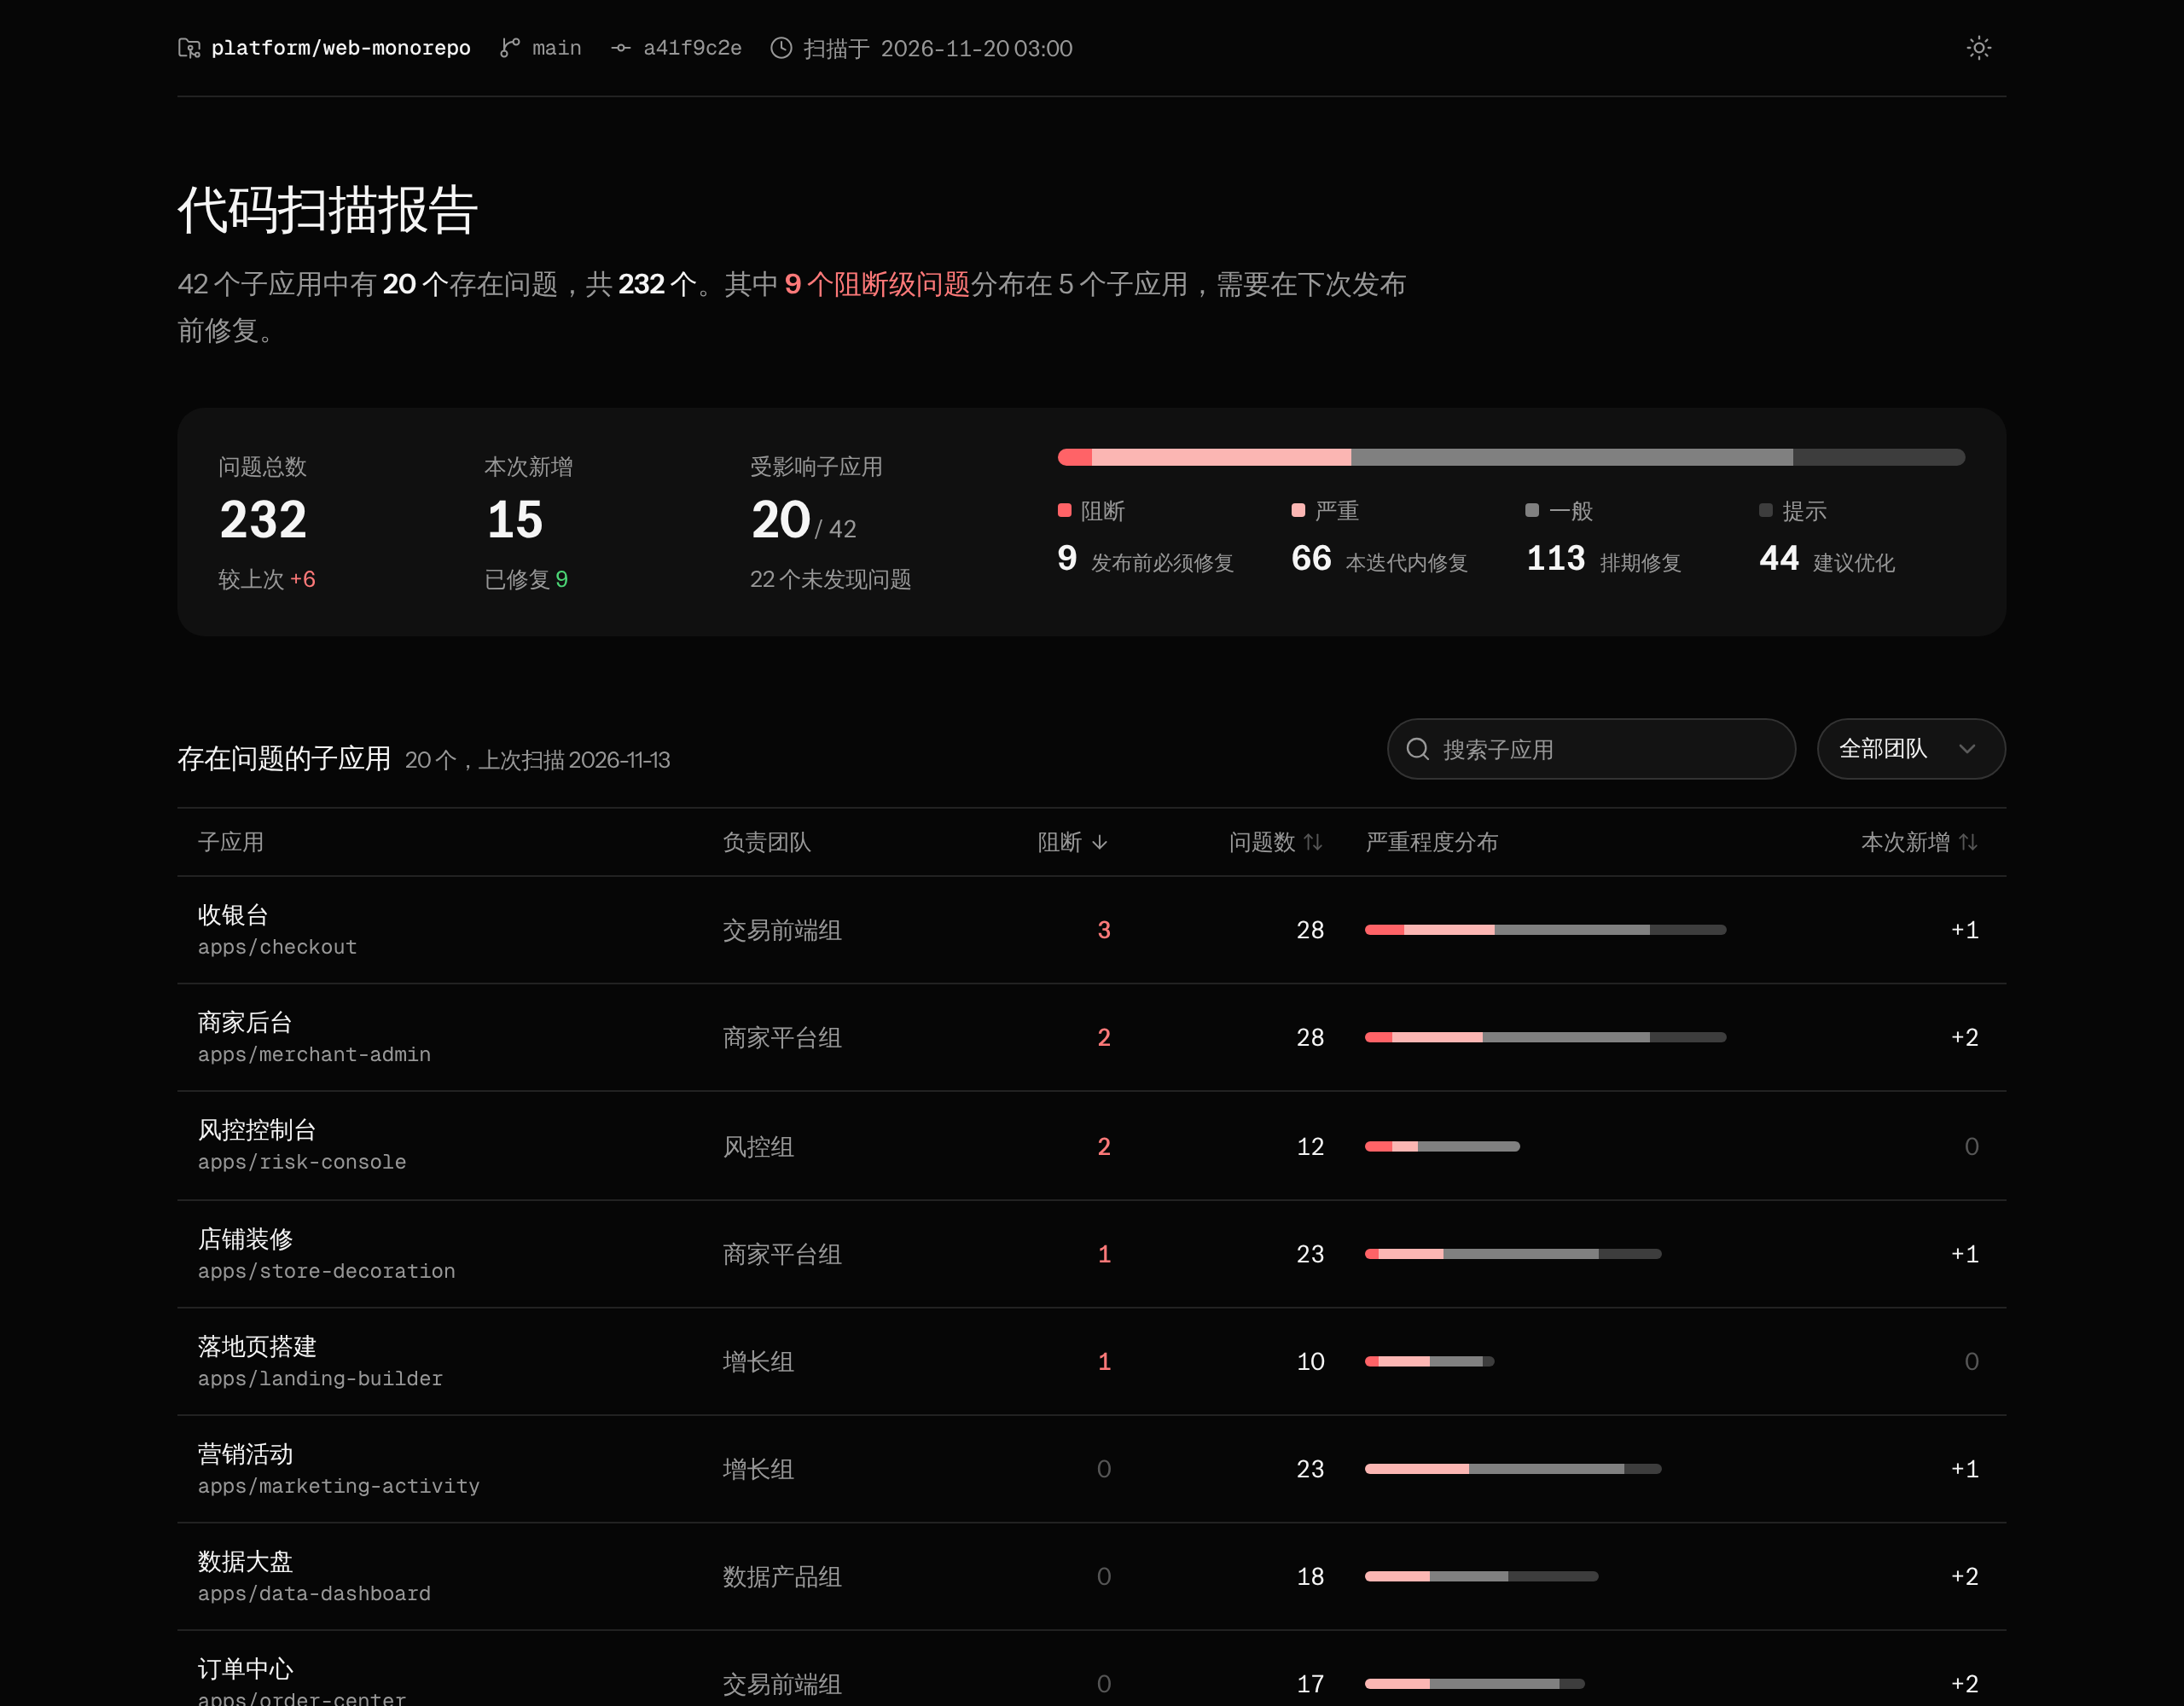 platform/web-monorepo main a41f9c2e 扫描于 2026-11-20 03:00
代码扫描报告
42 个子应用中有 20 个存在问题，共 232 个。其中 9 个阻断级问题分布在 5 个子应用，需要在下次发布
前修复。
问题总数
232
较上次 +6
本次新增
15
已修复 9
受影响子应用
20 / 42
22 个未发现问题
阻断
9 发布前必须修复
严重
66 本迭代内修复
一般
113 排期修复
提示
44 建议优化
存在问题的子应用 20 个，上次扫描 2026-11-13
搜索子应用
全部团队
子应用 负责团队 阻断 问题数 严重程度分布 本次新增
收银台
apps/checkout
交易前端组 3 28 +1
商家后台
apps/merchant-admin
商家平台组 2 28 +2
风控控制台
apps/risk-console
风控组 2 12 0
店铺装修
apps/store-decoration
商家平台组 1 23 +1
落地页搭建
apps/landing-builder
增长组 1 10 0
营销活动
apps/marketing-activity
增长组 0 23 +1
数据大盘
apps/data-dashboard
数据产品组 0 18 +2
订单中心
apps/order-center
交易前端组 0 17 +2